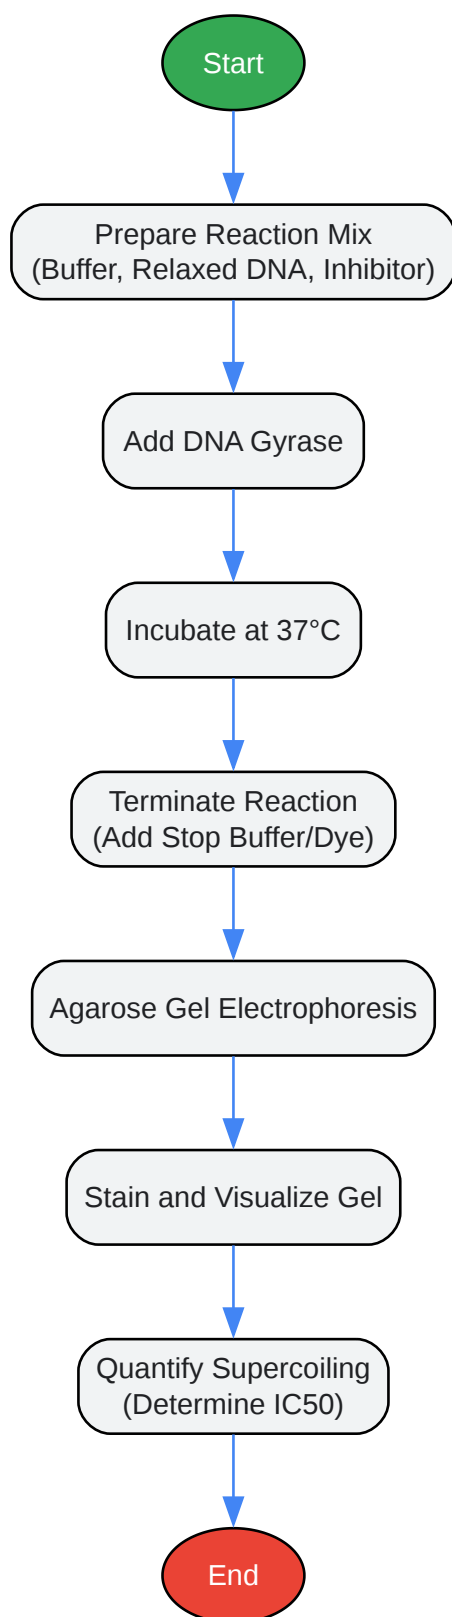 Start
Prepare Reaction Mix
(Buffer, Relaxed DNA, Inhibitor)
Add DNA Gyrase
Incubate at 37°C
Terminate Reaction
(Add Stop Buffer/Dye)
Agarose Gel Electrophoresis
Stain and Visualize Gel
Quantify Supercoiling
(Determine IC50)
End